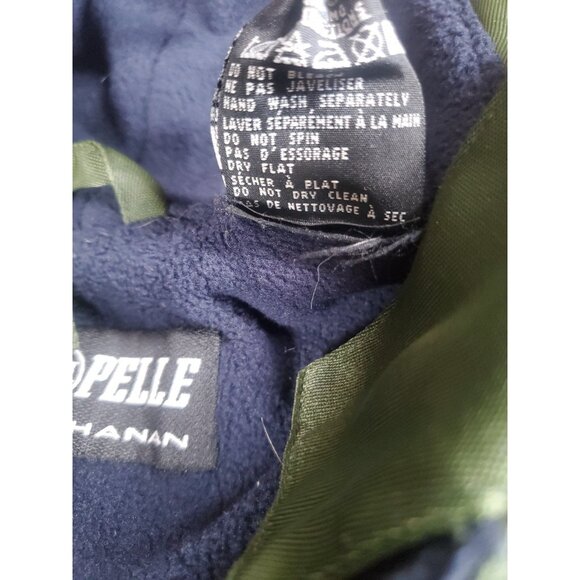 DO NOT BLEACH
NE PAS JAVELISER
HAND WASH SEPARATELY
LAVER SÉPARÉMENT À LA MAIN
DO NOT SPIN
PAS D'ESSORAGE
DRY FLAT
SÉCHER À PLAT
DO NOT DRY CLEAN
PAS DE NETTOYAGE À SEC
PELLE
HANAN